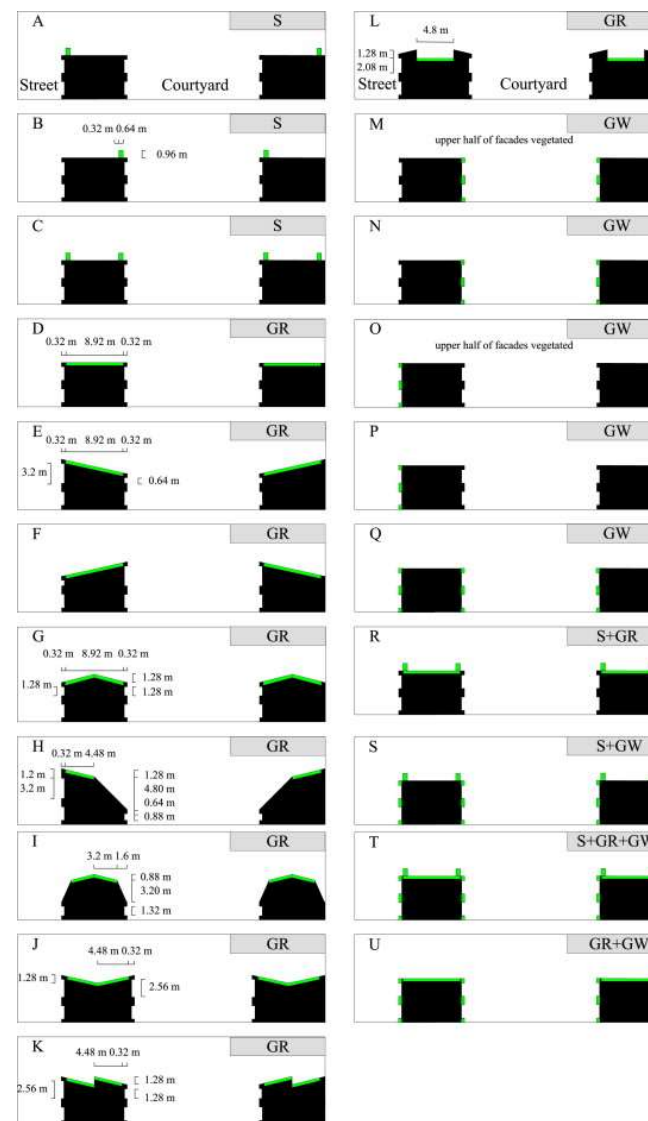 A
S
Street
Courtyard
B
S
0.32 m 0.64 m
0.96 m
C
S
D
GR
0.32 m 8.92 m 0.32 m
E
GR
0.32 m 8.92 m 0.32 m
3.2 m
0.64 m
F
GR
G
GR
0.32 m 8.92 m 0.32 m
1.28 m
1.28 m
1.28 m
H
GR
0.32 m 4.48 m
1.2 m
3.2 m
1.28 m
4.80 m
0.64 m
0.88 m
I
GR
3.2 m 1.6 m
0.88 m
3.20 m
1.32 m
J
GR
4.48 m 0.32 m
1.28 m
2.56 m
K
GR
4.48 m 0.32 m
2.56 m
1.28 m
1.28 m
L
GR
4.8 m
1.28 m
2.08 m
Street
Courtyard
M
GW
upper half of facades vegetated
N
GW
O
GW
upper half of facades vegetated
P
GW
Q
GW
R
S+GR
S
S+GW
T
S+GR+GW
U
GR+GW